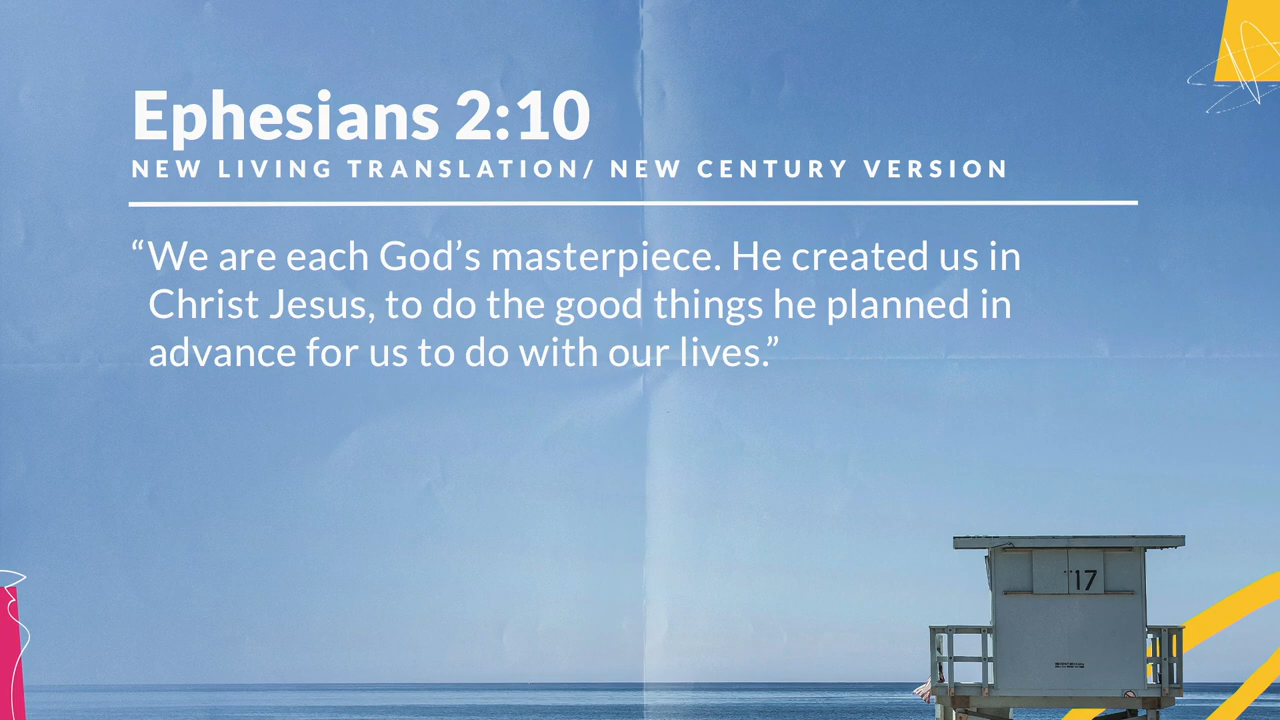 Ephesians 2:10
NEW LIVING TRANSLATION/ NEW CENTURY VERSION
“We are each God’s masterpiece. He created us in
Christ Jesus, to do the good things he planned in
advance for us to do with our lives.”
17